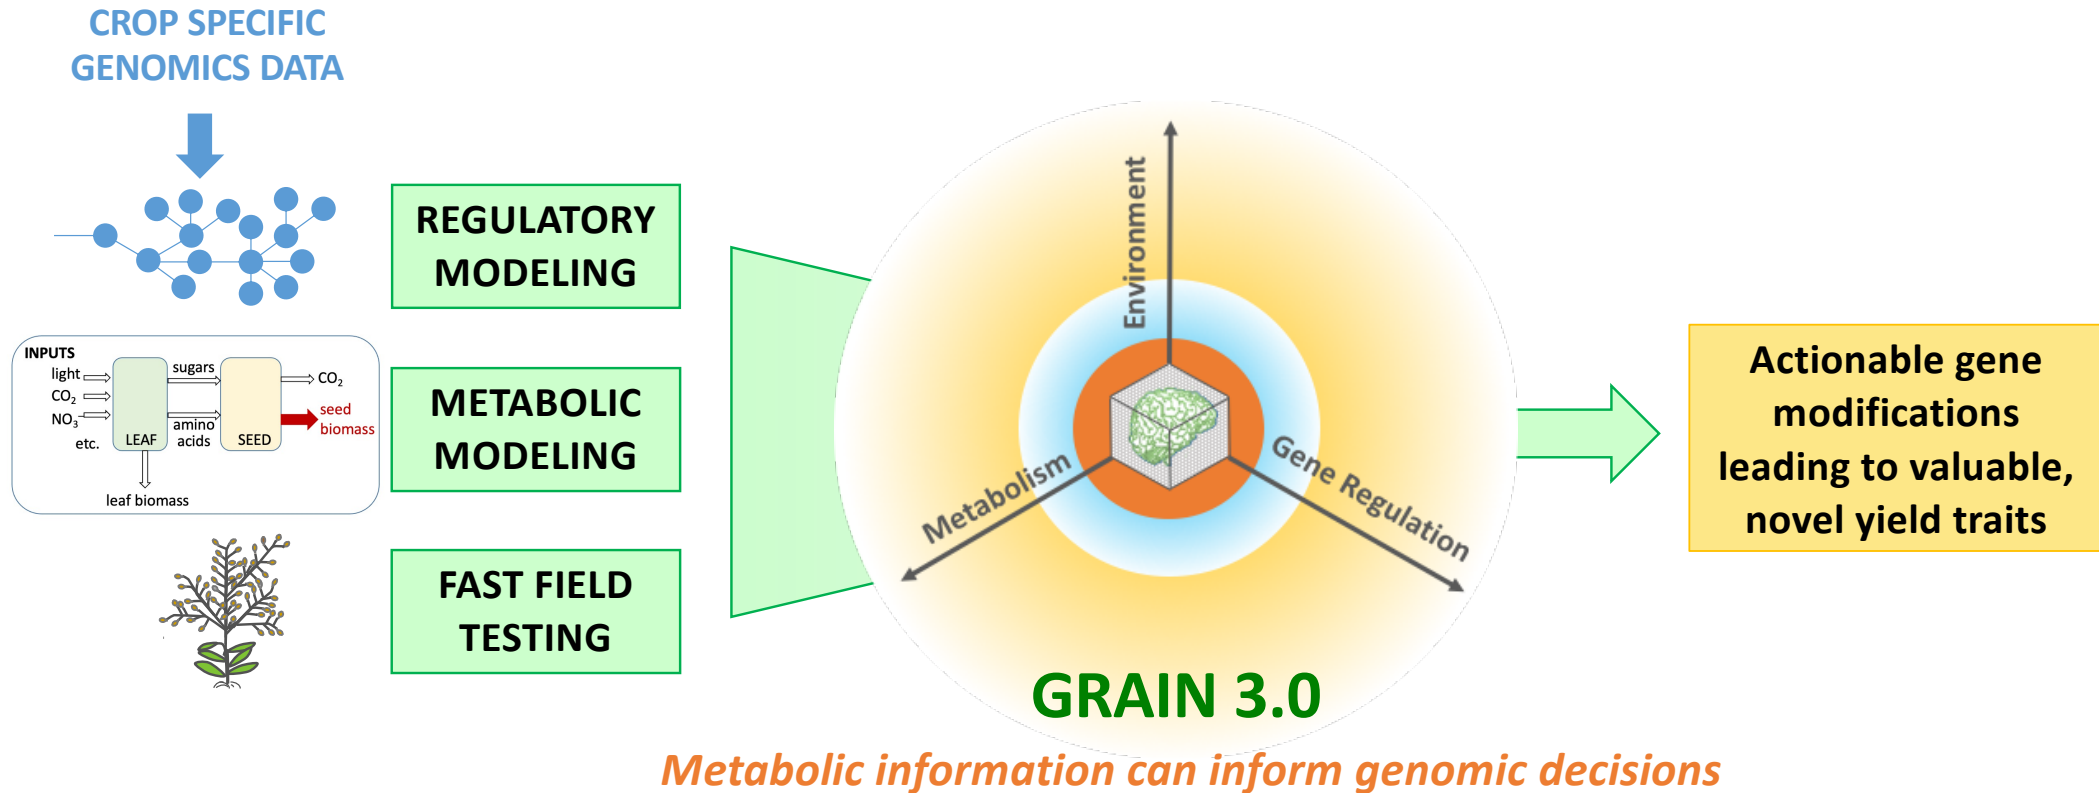 CROP SPECIFIC
GENOMICS DATA
REGULATORY
MODELING
INPUTS
light
CO₂
NO₃⁻
etc.
LEAF
sugars
amino
acids
SEED
CO₂
seed
biomass
leaf biomass
METABOLIC
MODELING
FAST FIELD
TESTING
Environment
Metabolism
Gene Regulation
GRAIN 3.0
Metabolic information can inform genomic decisions
Actionable gene
modifications
leading to valuable,
novel yield traits